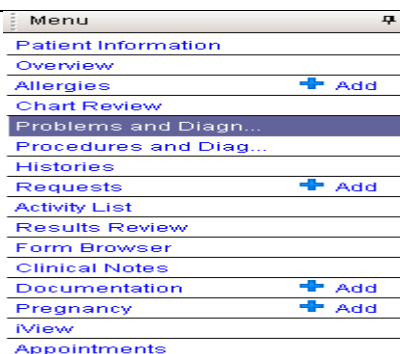 Menu
Patient Information
Overview
Allergies Add
Chart Review
Problems and Diagn...
Procedures and Diag...
Histories
Requests Add
Activity List
Results Review
Form Browser
Clinical Notes
Documentation Add
Pregnancy Add
iView
Appointments